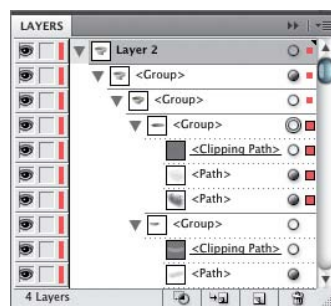 LAYERS
Layer 2
<Group>
<Group>
<Group>
<Clipping Path>
<Path>
<Path>
<Group>
<Clipping Path>
<Path>
4 Layers